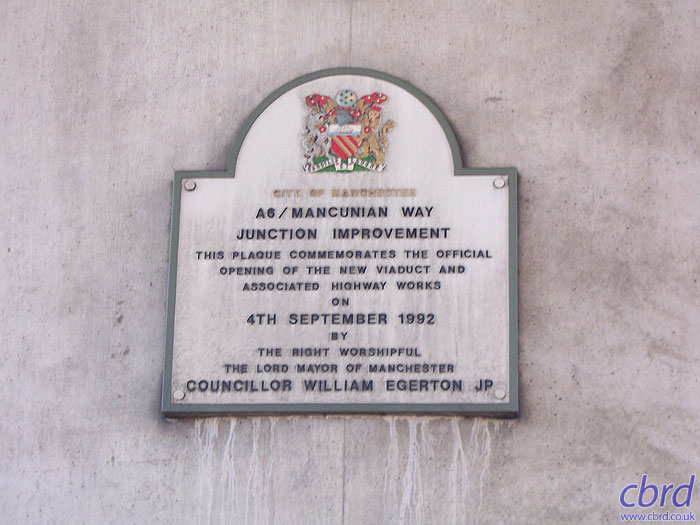 CITY OF MANCHESTER
A6/MANCUNIAN WAY
JUNCTION IMPROVEMENT
THIS PLAQUE COMMEMORATES THE OFFICIAL
OPENING OF THE NEW VIADUCT AND
ASSOCIATED HIGHWAY WORKS
ON
4TH SEPTEMBER 1992
BY
THE RIGHT WORSHIPFUL
THE LORD MAYOR OF MANCHESTER
COUNCILLOR WILLIAM EGERTON JP
cbrd
www.cbrd.co.uk